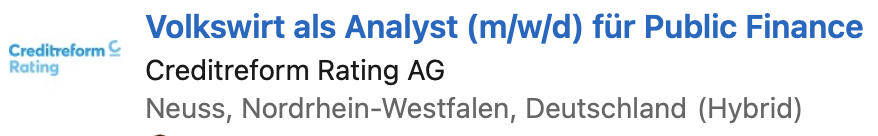 Creditreform
Rating
Volkswirt als Analyst (m/w/d) für Public Finance
Creditreform Rating AG
Neuss, Nordrhein-Westfalen, Deutschland (Hybrid)